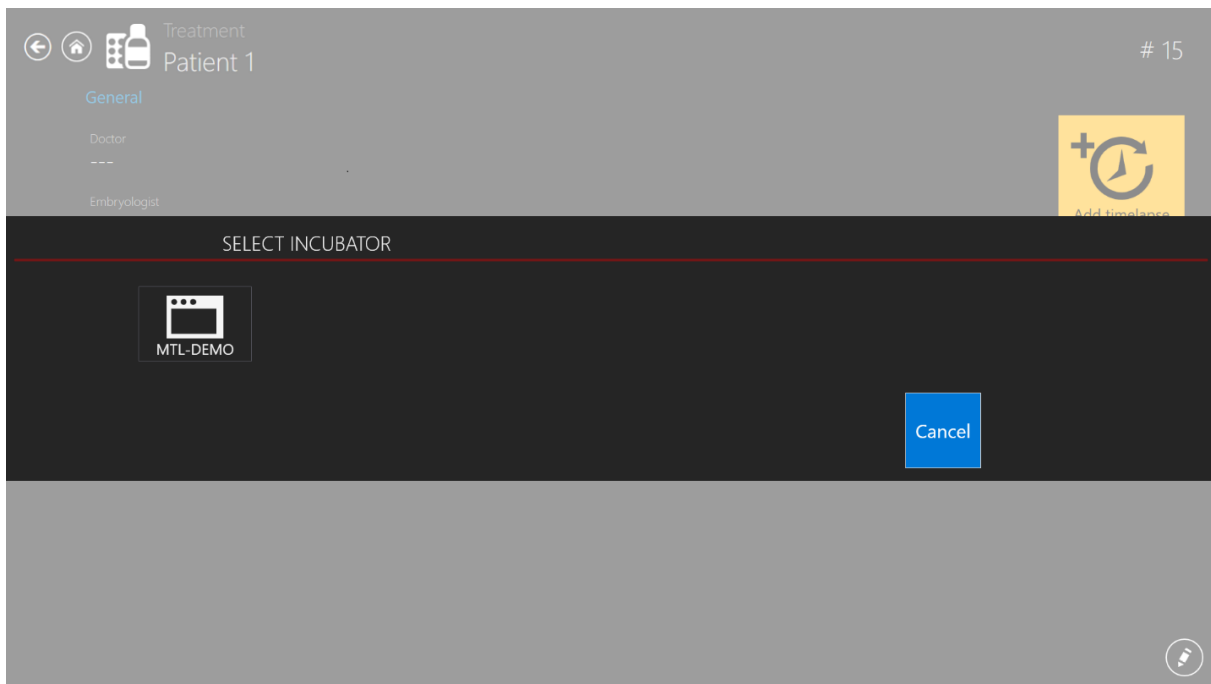 Treatment
Patient 1
# 15
General
Doctor
---
Embryologist
Add timelapse
SELECT INCUBATOR
MTL-DEMO
Cancel